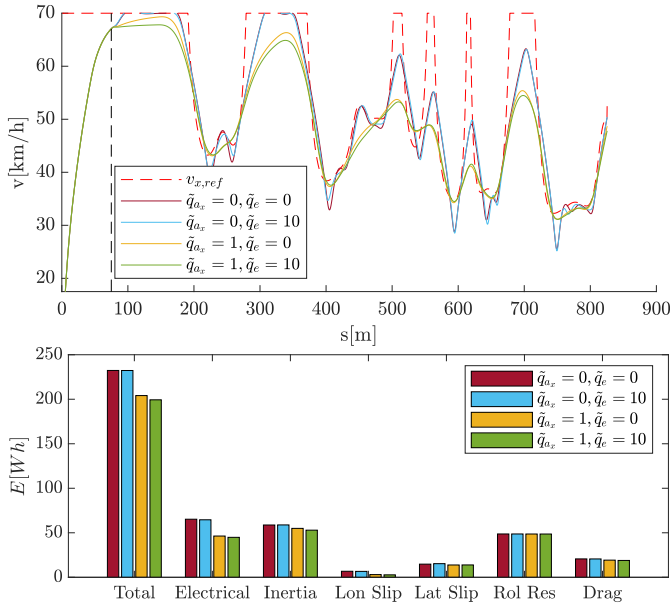 70
60
50
40
30
20
v[km/h]
v_{x,ref}
q̃_{a_x} = 0, q̃_e = 0
q̃_{a_x} = 0, q̃_e = 10
q̃_{a_x} = 1, q̃_e = 0
q̃_{a_x} = 1, q̃_e = 10
0 100 200 300 400 500 600 700 800 900
s[m]
250
200
150
100
50
0
E[Wh]
q̃_{a_x} = 0, q̃_e = 0
q̃_{a_x} = 0, q̃_e = 10
q̃_{a_x} = 1, q̃_e = 0
q̃_{a_x} = 1, q̃_e = 10
Total Electrical Inertia Lon Slip Lat Slip Rol Res Drag